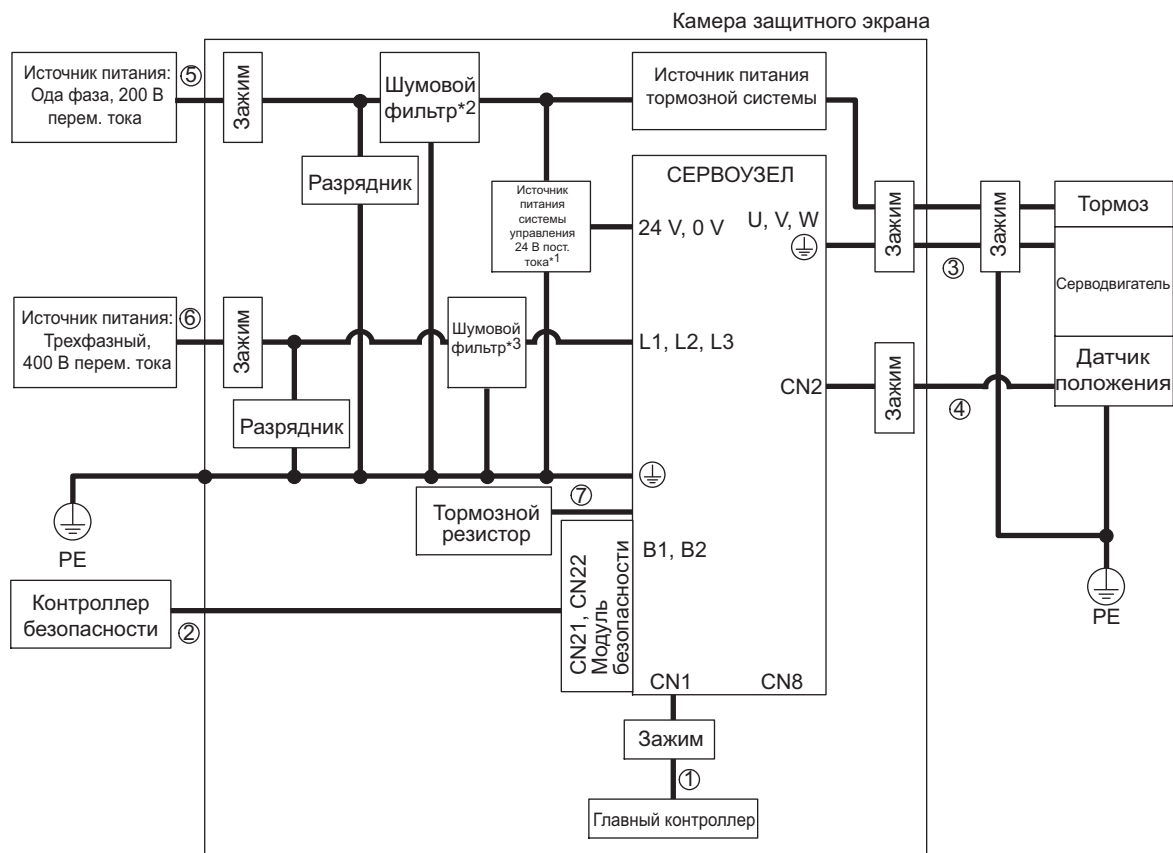 Камера защитного экрана
Источник питания:
Ода фаза, 200 В
перем. тока
⑤
Зажим
Шумовой
фильтр*2
Источник питания
тормозной системы
Разрядник
Источник
питания
системы
управления
24 В пост.
тока*1
СЕРВОУЗЕЛ
24 V, 0 V
U, V, W
Зажим
③
Зажим
Тормоз
Серводвигатель
Источник питания:
Трехфазный,
400 В перем. тока
⑥
Зажим
Шумовой
фильтр*3
L1, L2, L3
Разрядник
CN2
Зажим
④
Датчик
положения
PE
⑦
Тормозной
резистор
B1, B2
CN21, CN22
Модуль
безопасности
PE
Контроллер
безопасности
②
CN1
CN8
Зажим
①
Главный контроллер